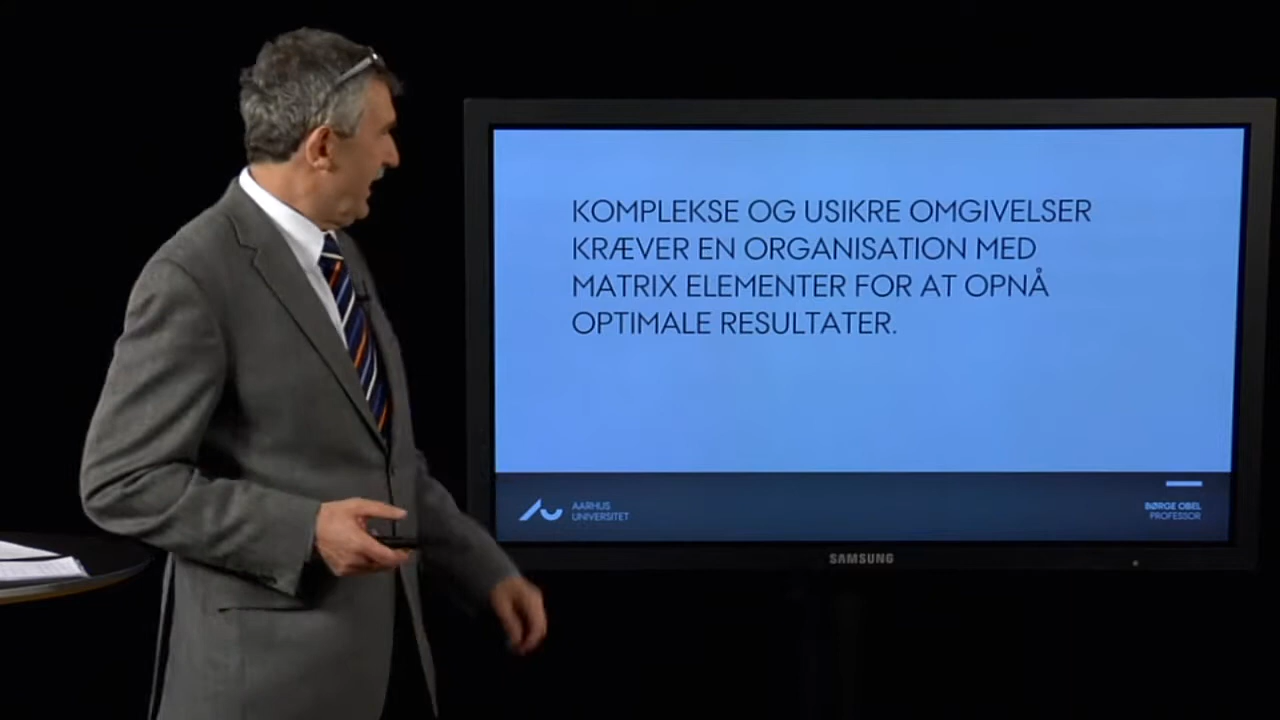 KOMPLEKSE OG USIKRE OMGIVELSER
KRÆVER EN ORGANISATION MED
MATRIX ELEMENTER FOR AT OPNÅ
OPTIMALE RESULTATER.
AARHUS
UNIVERSITET
BØRGE OBEL
PROFESSOR
SAMSUNG